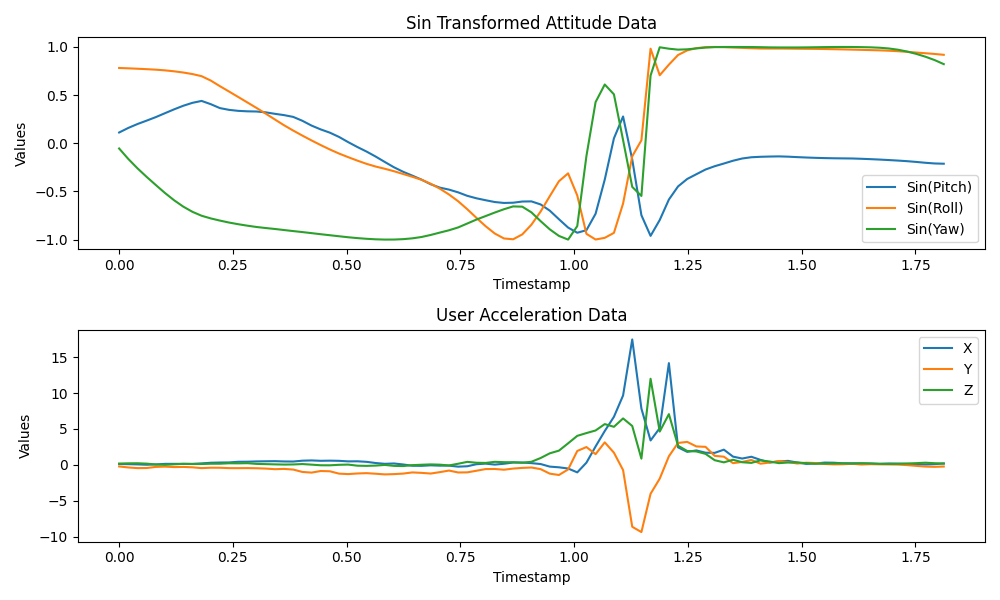 Sin Transformed Attitude Data
Values
1.0
0.5
0.0
−0.5
−1.0
Sin(Pitch)
Sin(Roll)
Sin(Yaw)
0.00 0.25 0.50 0.75 1.00 1.25 1.50 1.75
Timestamp
User Acceleration Data
Values
15
10
5
0
−5
−10
X
Y
Z
0.00 0.25 0.50 0.75 1.00 1.25 1.50 1.75
Timestamp